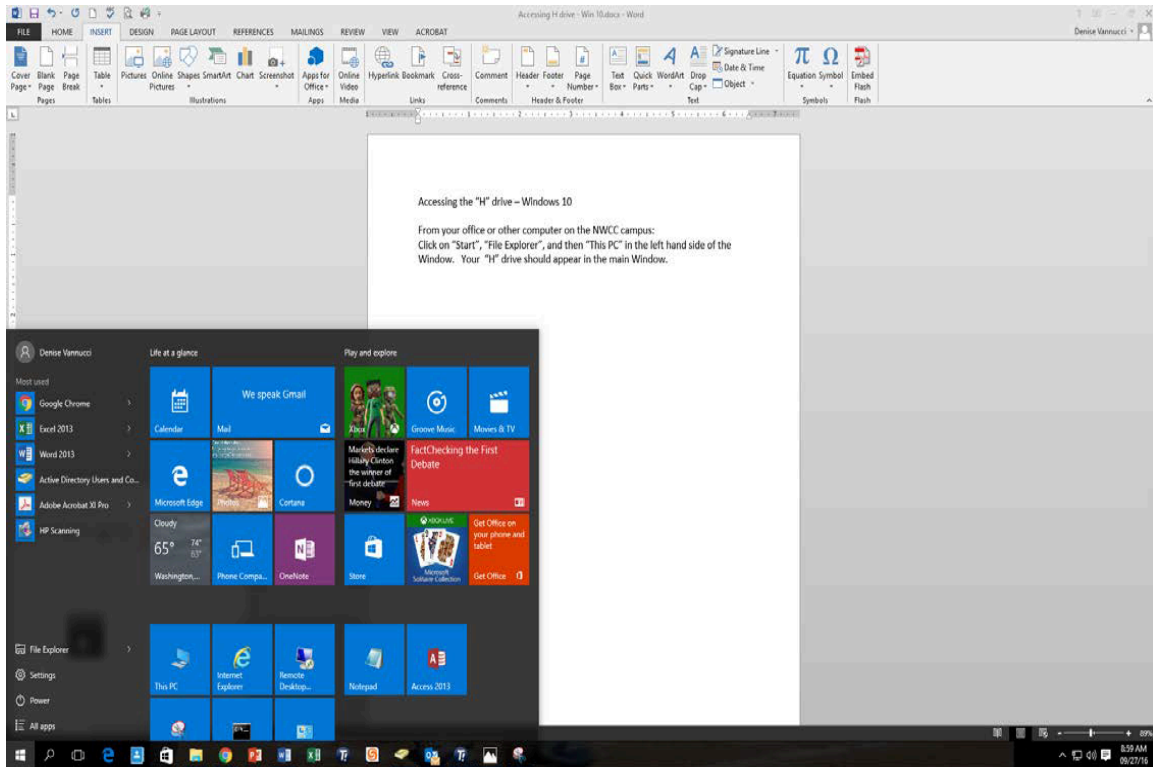 Accessing H drive - Win 10.docx - Word
FILE HOME INSERT DESIGN PAGE LAYOUT REFERENCES MAILINGS REVIEW VIEW ACROBAT Denise Vannucci
Cover Page Blank Page Page Break Table Pictures Online Pictures Shapes SmartArt Chart Screenshot Apps for Office Online Video Hyperlink Bookmark Cross-reference Comment Header Footer Page Number Text Box Quick Parts WordArt Drop Cap Signature Line Date & Time Object Equation Symbol Embed Flash
Pages Tables Illustrations Apps Media Links Comments Header & Footer Text Symbols Flash
Accessing the "H" drive – Windows 10
From your office or other computer on the NWCC campus:
Click on "Start", "File Explorer", and then "This PC" in the left hand side of the
Window. Your "H" drive should appear in the main Window.
Denise Vannucci
Most used
Google Chrome
Excel 2013
Word 2013
Active Directory Users and Co...
Adobe Acrobat XI Pro
HP Scanning
File Explorer
Settings
Power
All apps
Life at a glance
Calendar
We speak Gmail
Mail
Microsoft Edge
Photos
Cortana
Cloudy
65° 74°
63°
Washington,...
Phone Compa...
OneNote
This PC
Internet
Explorer
Remote
Desktop...
Play and explore
Xbox
Groove Music
Movies & TV
Markets declare
Hillary Clinton
the winner of
first debate
Money
FactChecking the First
Debate
News
Store
XBOX LIVE
Microsoft
Solitaire Collection
Get Office on
your phone and
tablet
Get Office
Notepad
Access 2013
89%
8:59 AM
09/27/16